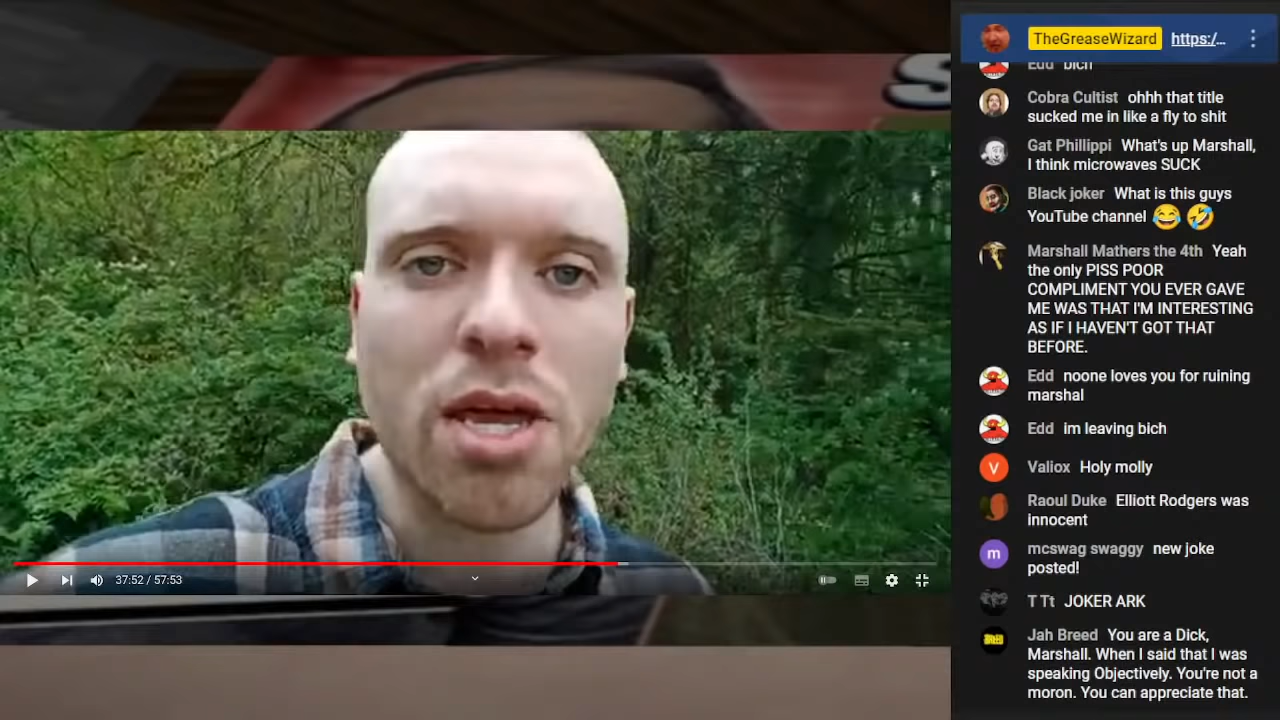 S
37:52 / 57:53
TheGreaseWizard https:/...
Edd bich
Cobra Cultist ohhh that title
sucked me in like a fly to shit
Gat Phillippi What's up Marshall,
I think microwaves SUCK
Black joker What is this guys
YouTube channel 😂 🤣
Marshall Mathers the 4th Yeah
the only PISS POOR
COMPLIMENT YOU EVER GAVE
ME WAS THAT I'M INTERESTING
AS IF I HAVEN'T GOT THAT
BEFORE.
Edd noone loves you for ruining
marshal
Edd im leaving bich
V
Valiox Holy molly
Raoul Duke Elliott Rodgers was
innocent
m
mcswag swaggy new joke
posted!
T Tt JOKER ARK
Jah Breed You are a Dick,
Marshall. When I said that I was
speaking Objectively. You're not a
moron. You can appreciate that.